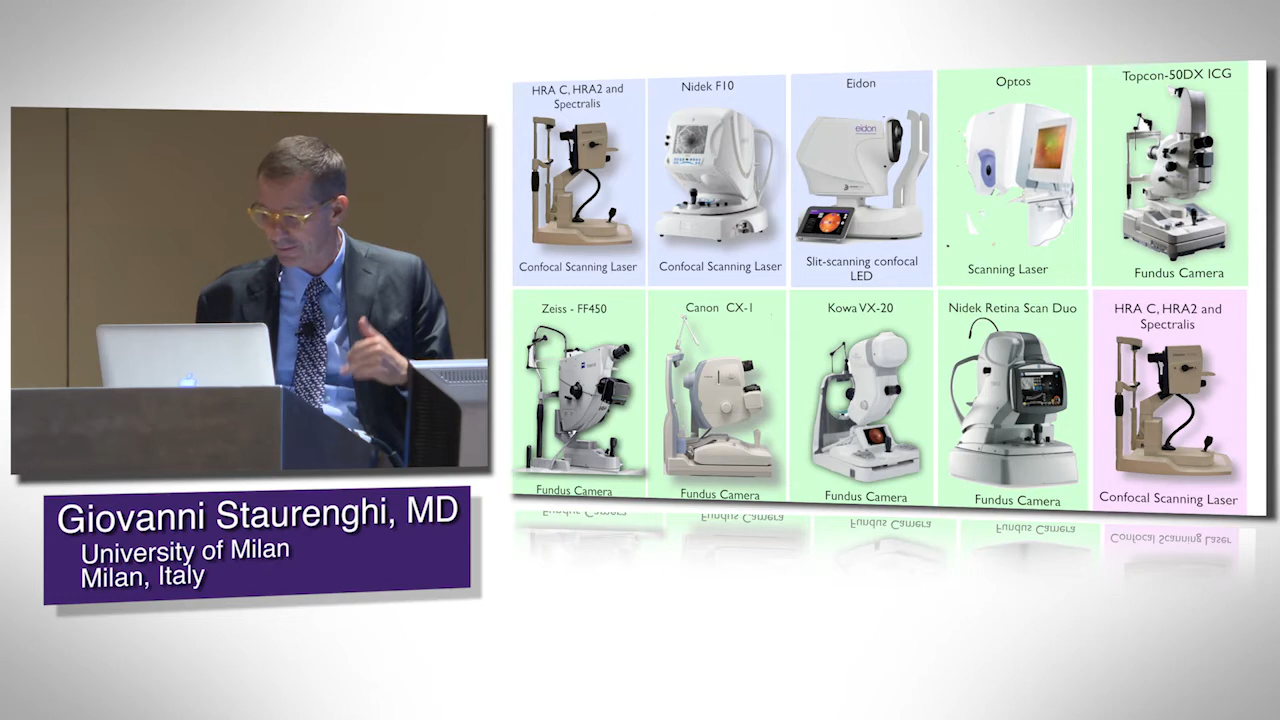 Giovanni Staurenghi, MD
University of Milan
Milan, Italy
HRA C, HRA2 and
Spectralis
Confocal Scanning Laser
Nidek F10
Confocal Scanning Laser
Eidon
eidon
Slit-scanning confocal
LED
Optos
Scanning Laser
Topcon-50DX ICG
Fundus Camera
Zeiss - FF450
Fundus Camera
Canon CX-1
Fundus Camera
Kowa VX-20
Fundus Camera
Nidek Retina Scan Duo
Fundus Camera
HRA C, HRA2 and
Spectralis
Confocal Scanning Laser